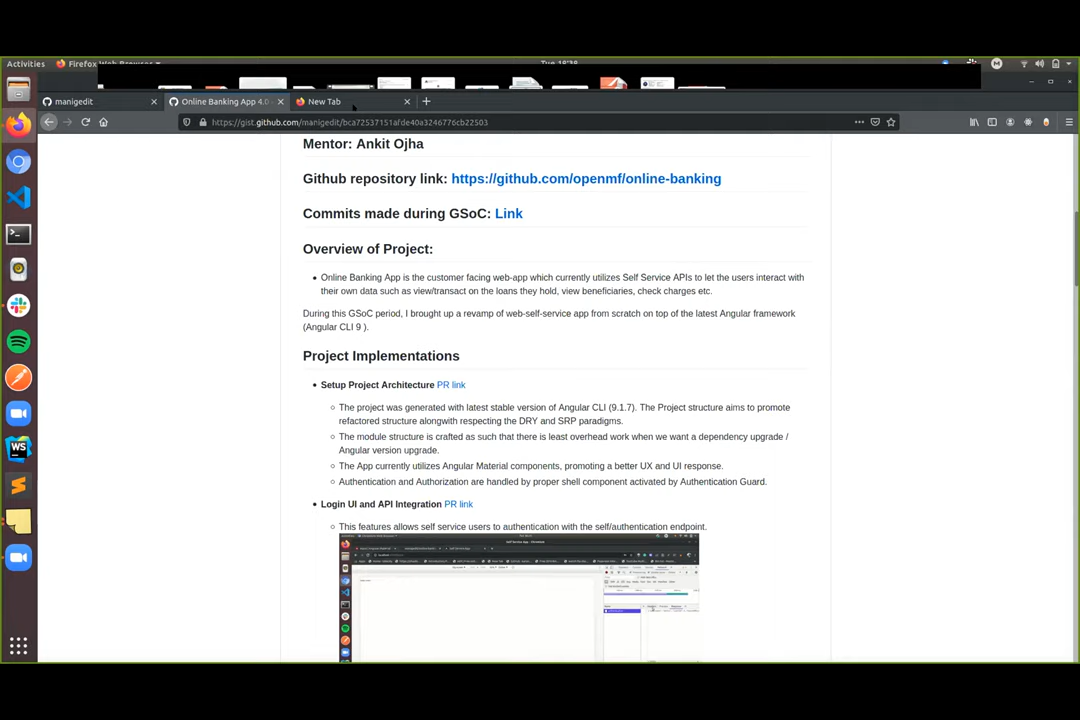 Activities
Firefox Web Browser
Tue 18:38
manigedit
Online Banking App 4.0
New Tab
https://gist.github.com/manigedit/bca72537151afde40a3246776cb22503
Mentor: Ankit Ojha
Github repository link: https://github.com/openmf/online-banking
Commits made during GSoC: Link
Overview of Project:
Online Banking App is the customer facing web-app which currently utilizes Self Service APIs to let the users interact with
their own data such as view/transact on the loans they hold, view beneficiaries, check charges etc.
During this GSoC period, I brought up a revamp of web-self-service app from scratch on top of the latest Angular framework
(Angular CLI 9 ).
Project Implementations
Setup Project Architecture PR link
The project was generated with latest stable version of Angular CLI (9.1.7). The Project structure aims to promote
refactored structure alongwith respecting the DRY and SRP paradigms.
The module structure is crafted as such that there is least overhead work when we want a dependency upgrade /
Angular version upgrade.
The App currently utilizes Angular Material components, promoting a better UX and UI response.
Authentication and Authorization are handled by proper shell component activated by Authentication Guard.
Login UI and API Integration PR link
This features allows self service users to authentication with the self/authentication endpoint.
WS